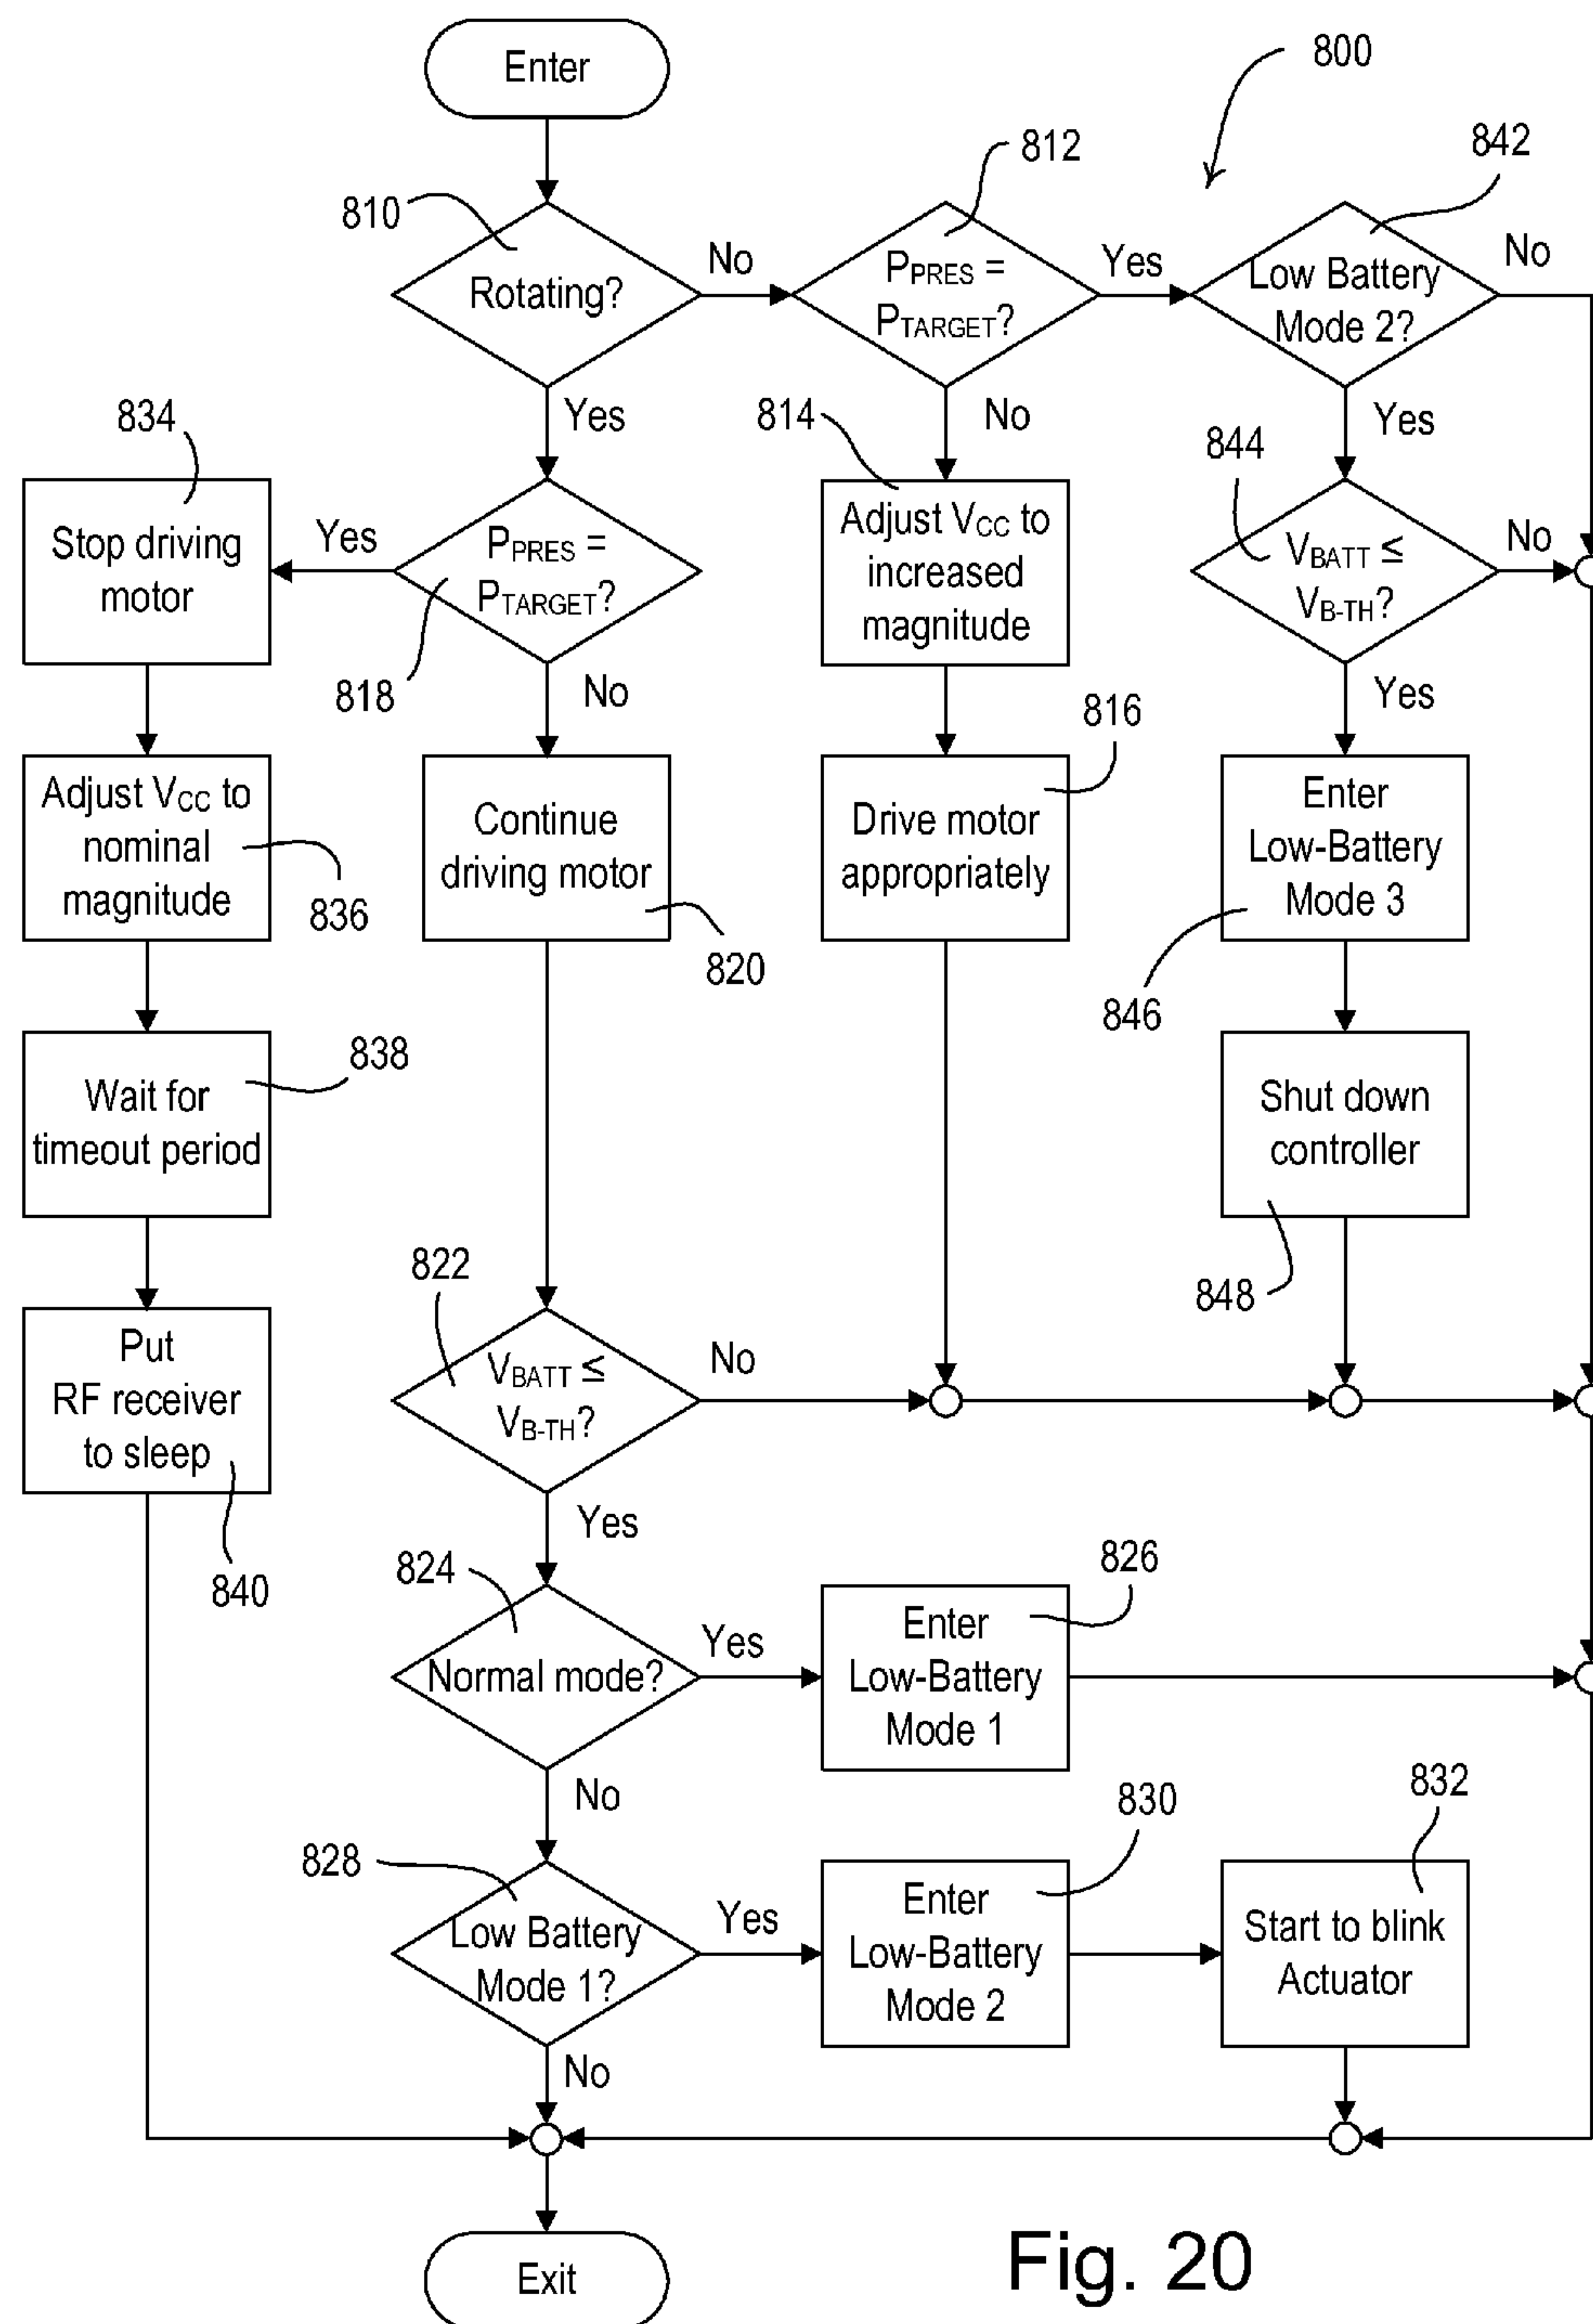 Enter
800
812
842
810
Rotating?
No
PPRES =
PTARGET?
Yes
Low Battery
Mode 2?
No
Yes
No
Yes
834
814
844
Stop driving
motor
Yes
PPRES =
PTARGET?
818
No
Adjust VCC to
increased
magnitude
VBATT ≤
VB-TH?
No
Yes
816
Adjust VCC to
nominal
magnitude
836
Continue
driving motor
820
Drive motor
appropriately
Enter
Low-Battery
Mode 3
846
838
Wait for
timeout period
Shut down
controller
848
822
Put
RF receiver
to sleep
840
VBATT ≤
VB-TH?
No
Yes
824
Normal mode?
Yes
826
Enter
Low-Battery
Mode 1
No
828
Low Battery
Mode 1?
Yes
830
Enter
Low-Battery
Mode 2
832
Start to blink
Actuator
No
Exit
Fig. 20